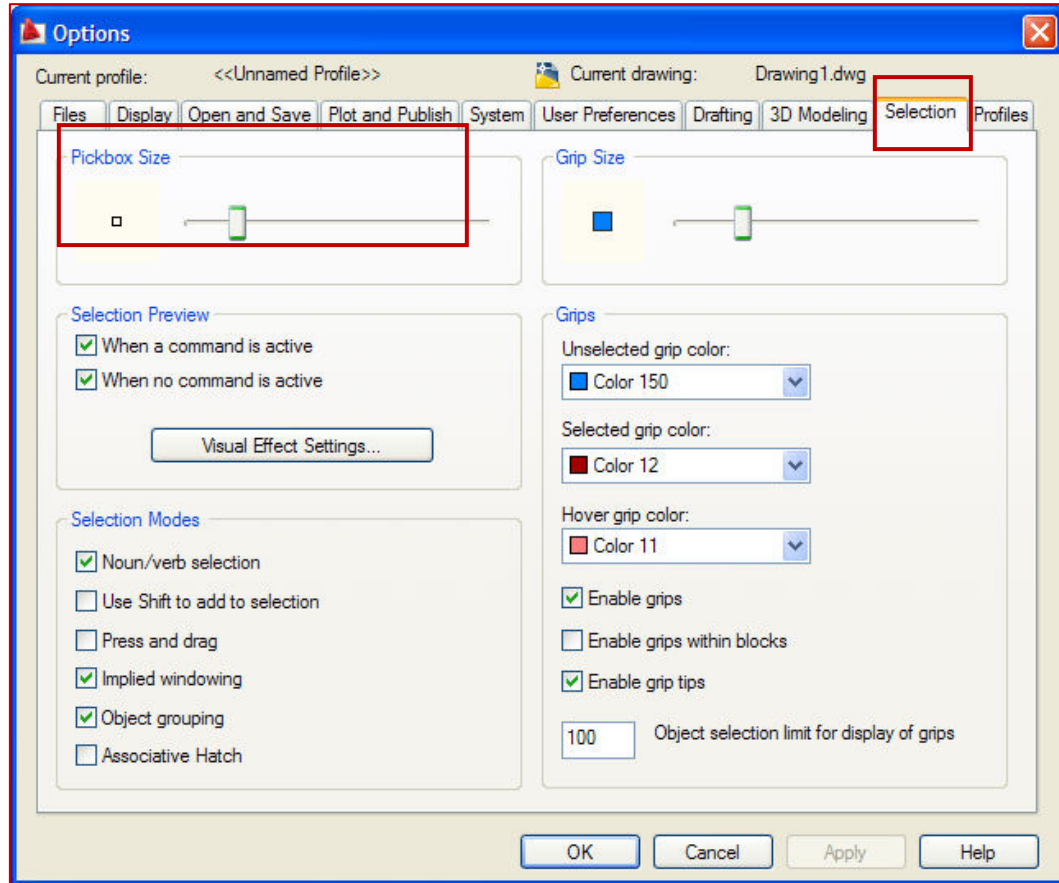 Options
Current profile: <<Unnamed Profile>> Current drawing: Drawing1.dwg
Files Display Open and Save Plot and Publish System User Preferences Drafting 3D Modeling Selection Profiles
Pickbox Size
Grip Size
Selection Preview
When a command is active
When no command is active
Visual Effect Settings...
Selection Modes
Noun/verb selection
Use Shift to add to selection
Press and drag
Implied windowing
Object grouping
Associative Hatch
Grips
Unselected grip color:
Color 150
Selected grip color:
Color 12
Hover grip color:
Color 11
Enable grips
Enable grips within blocks
Enable grip tips
100 Object selection limit for display of grips
OK Cancel Apply Help